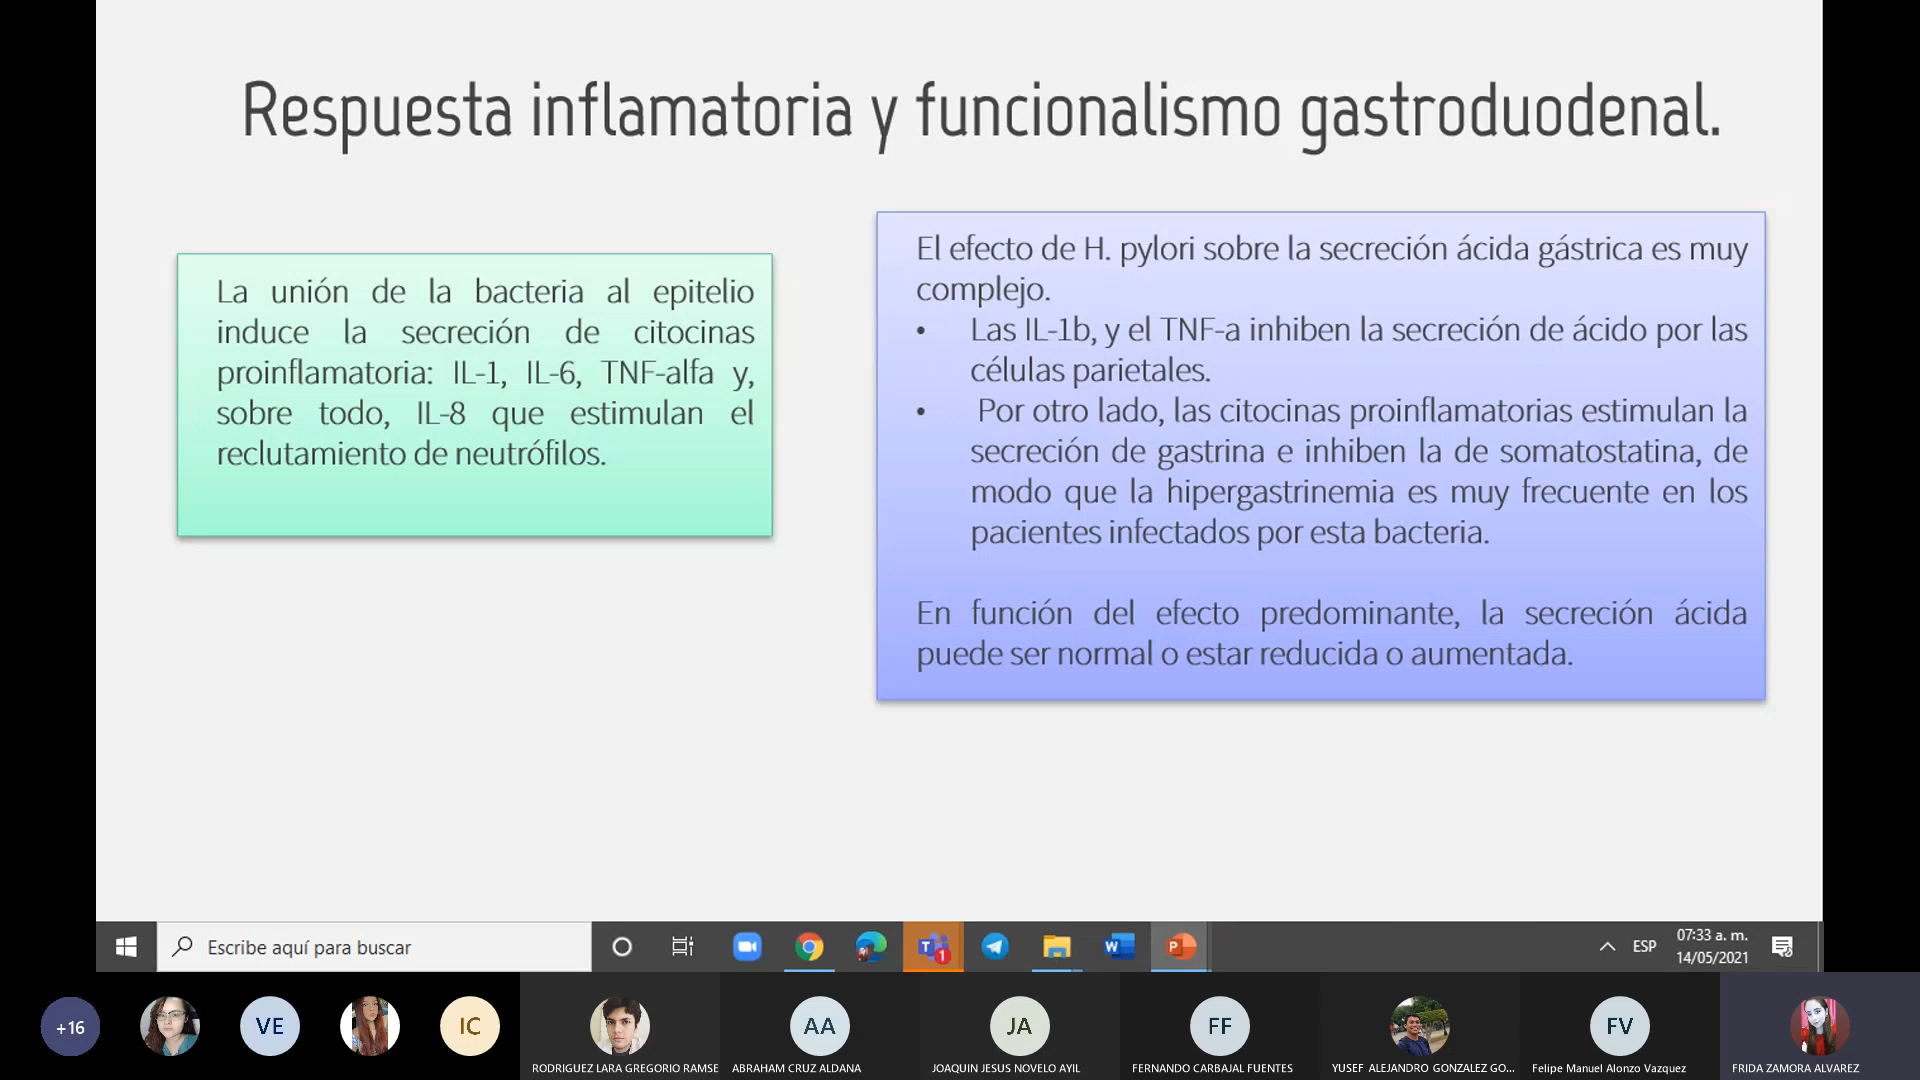 Respuesta inflamatoria y funcionalismo gastroduodenal.
La unión de la bacteria al epitelio
induce la secreción de citocinas
proinflamatoria: IL-1, IL-6, TNF-alfa y,
sobre todo, IL-8 que estimulan el
reclutamiento de neutrófilos.
El efecto de H. pylori sobre la secreción ácida gástrica es muy
complejo.
• Las IL-1b, y el TNF-a inhiben la secreción de ácido por las
células parietales.
• Por otro lado, las citocinas proinflamatorias estimulan la
secreción de gastrina e inhiben la de somatostatina, de
modo que la hipergastrinemia es muy frecuente en los
pacientes infectados por esta bacteria.
En función del efecto predominante, la secreción ácida
puede ser normal o estar reducida o aumentada.
Escribe aquí para buscar
T
1
W
P
ESP
07:33 a. m.
14/05/2021
+16
VE
IC
AA
JA
FF
FV
RODRIGUEZ LARA GREGORIO RAMSE
ABRAHAM CRUZ ALDANA
JOAQUIN JESUS NOVELO AYIL
FERNANDO CARBAJAL FUENTES
YUSEF ALEJANDRO GONZALEZ GO...
Felipe Manuel Alonzo Vazquez
FRIDA ZAMORA ALVAREZ